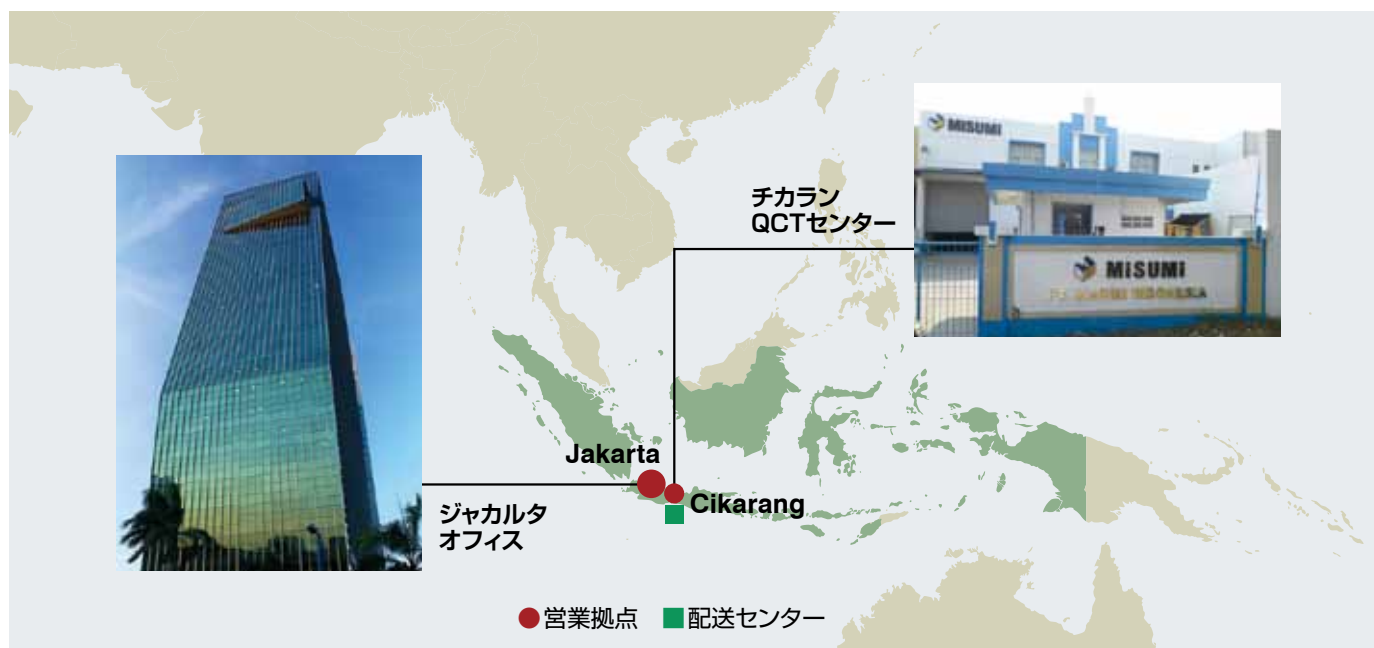 チカラン
QCTセンター
MISUMI
MiSUMi
Jakarta
Cikarang
ジャカルタ
オフィス
営業拠点
配送センター